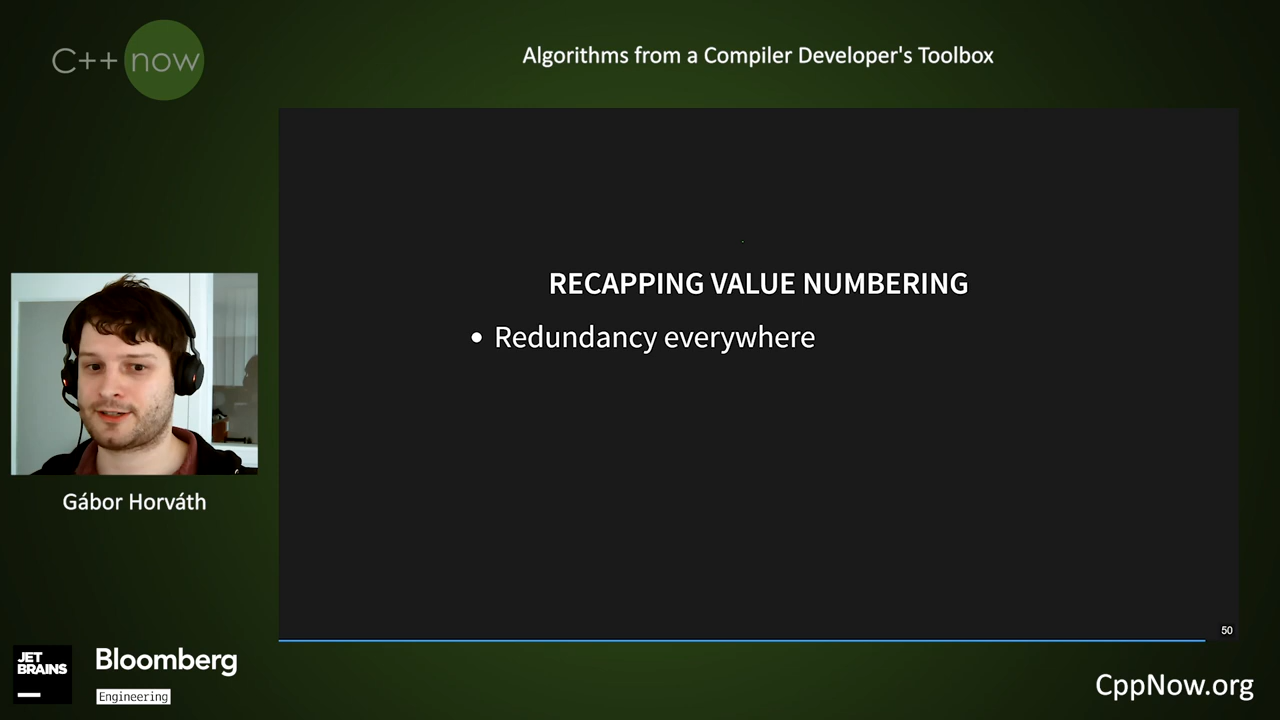 C++ now
Algorithms from a Compiler Developer's Toolbox
RECAPPING VALUE NUMBERING
• Redundancy everywhere
Gábor Horváth
50
JET
BRAINS
Bloomberg
Engineering
CppNow.org